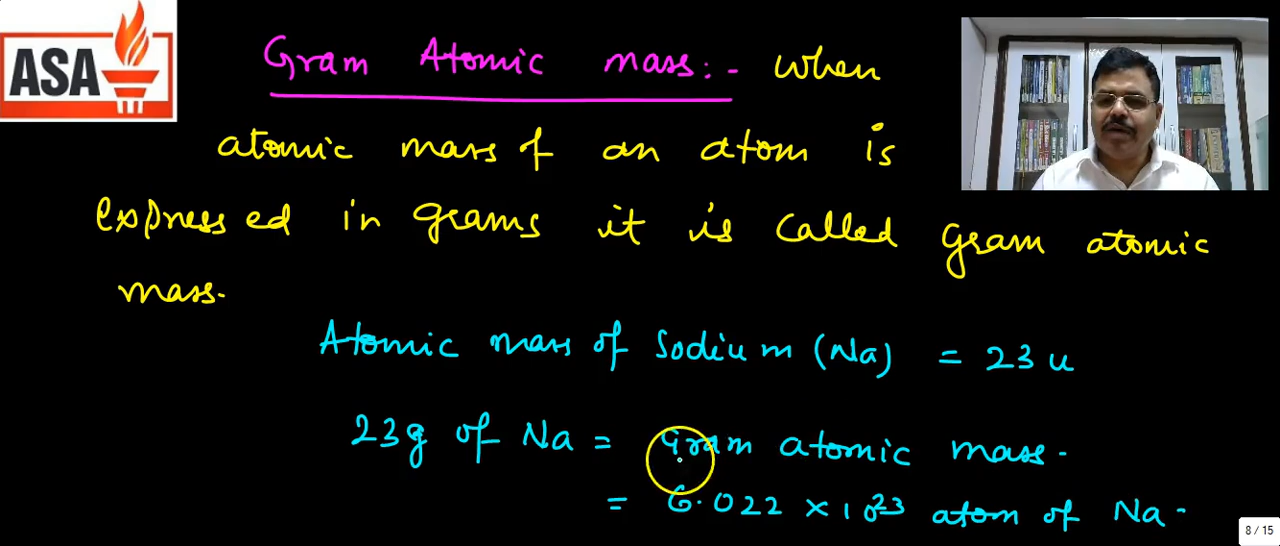 ASA
Gram Atomic mass:- when
atomic mass of an atom is
expressed in grams it is called gram atomic
mass.
Atomic mass of Sodium (Na) = 23 u
23g of Na = Gram atomic mass.
= 6.022 × 10²³ atom of Na.
8 / 15